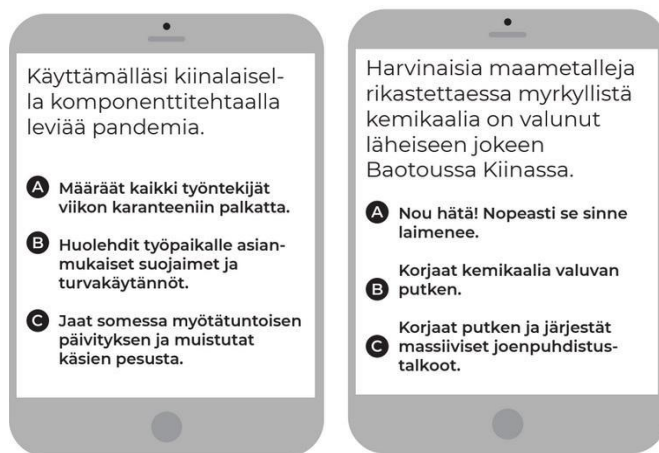 Käyttämälläsi kiinalaisel-
la komponenttitehtaalla
leviää pandemia.
A Määräät kaikki työntekijät
viikon karanteeniin palkatta.
B Huolehdit työpaikalle asian-
mukaiset suojaimet ja
turvakäytännöt.
C Jaat somessa myötätuntoisen
päivityksen ja muistutat
käsien pesusta.
Harvinaisia maametalleja
rikastettaessa myrkyllistä
kemikaalia on valunut
läheiseen jokeen
Baotoussa Kiinassa.
A Nou hätä! Nopeasti se sinne
laimenee.
B Korjaat kemikaalia valuvan
putken.
C Korjaat putken ja järjestät
massiiviset joenpuhdistus-
talkoot.